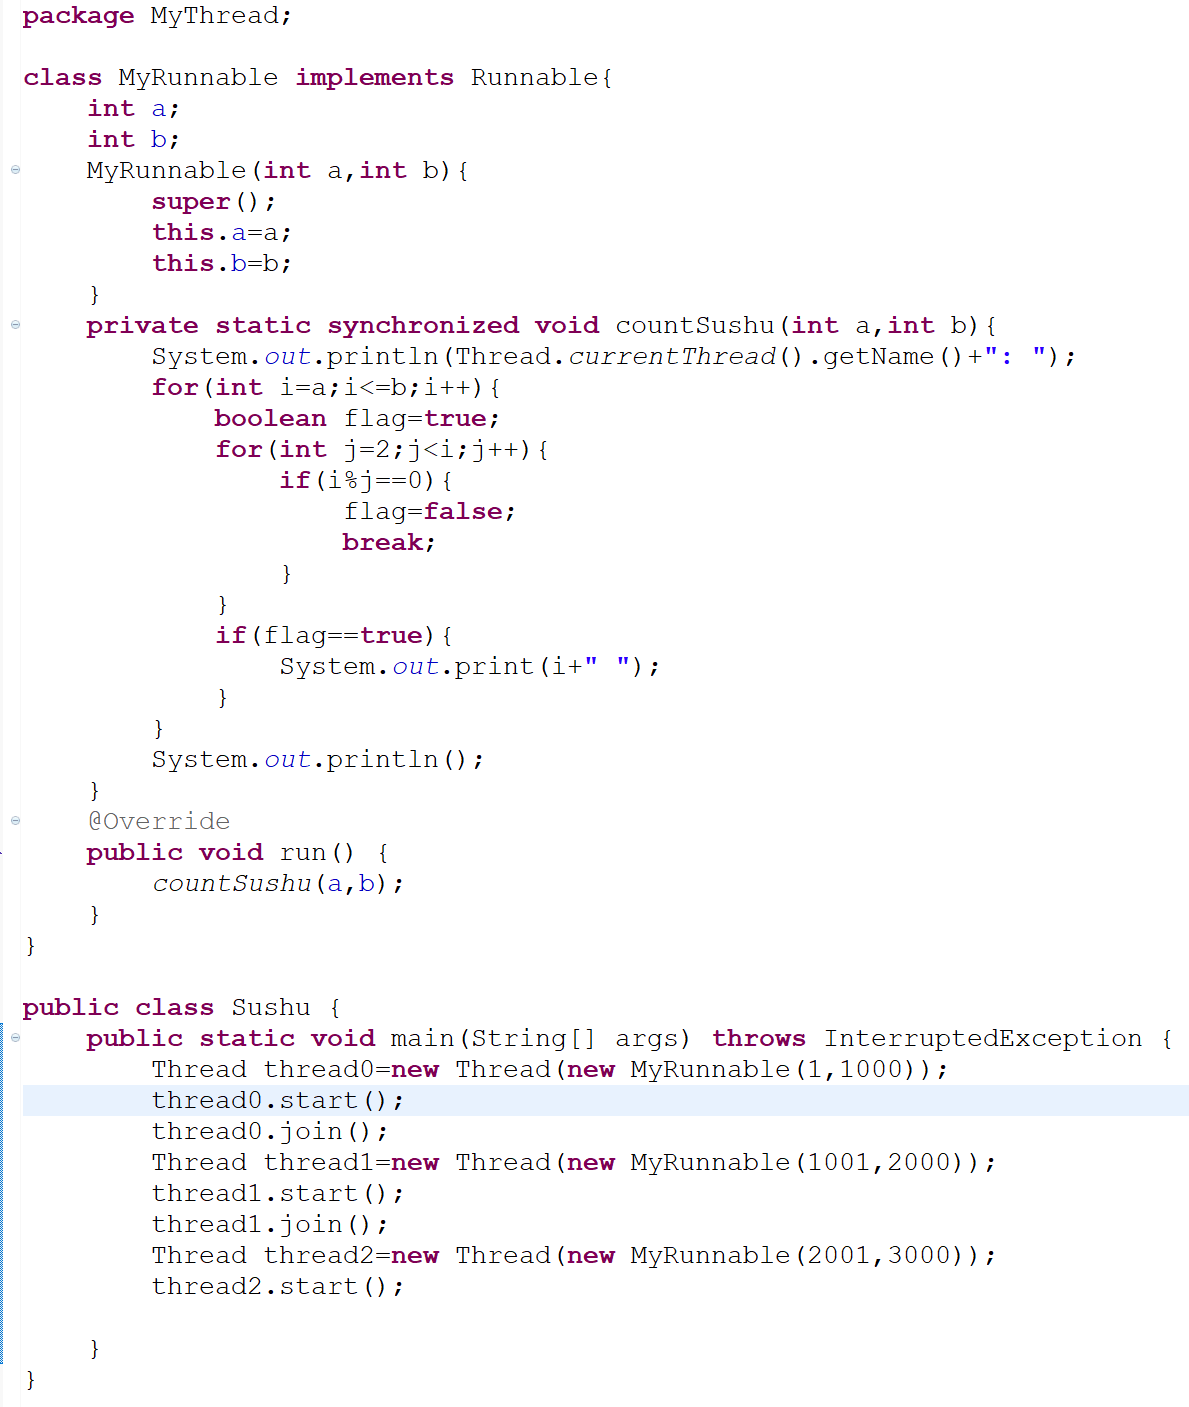 package MyThread;
class MyRunnable implements Runnable{
int a;
int b;
MyRunnable(int a,int b){
super();
this.a=a;
this.b=b;
}
private static synchronized void countSushu(int a,int b){
System.out.println(Thread.currentThread().getName()+": ");
for(int i=a;i<=b;i++){
boolean flag=true;
for(int j=2;j<i;j++){
if(i%j==0){
flag=false;
break;
}
}
if(flag==true){
System.out.print(i+" ");
}
}
System.out.println();
}
@Override
public void run() {
countSushu(a,b);
}
}
public class Sushu {
public static void main(String[] args) throws InterruptedException {
Thread thread0=new Thread(new MyRunnable(1,1000));
thread0.start();
thread0.join();
Thread thread1=new Thread(new MyRunnable(1001,2000));
thread1.start();
thread1.join();
Thread thread2=new Thread(new MyRunnable(2001,3000));
thread2.start();
}
}